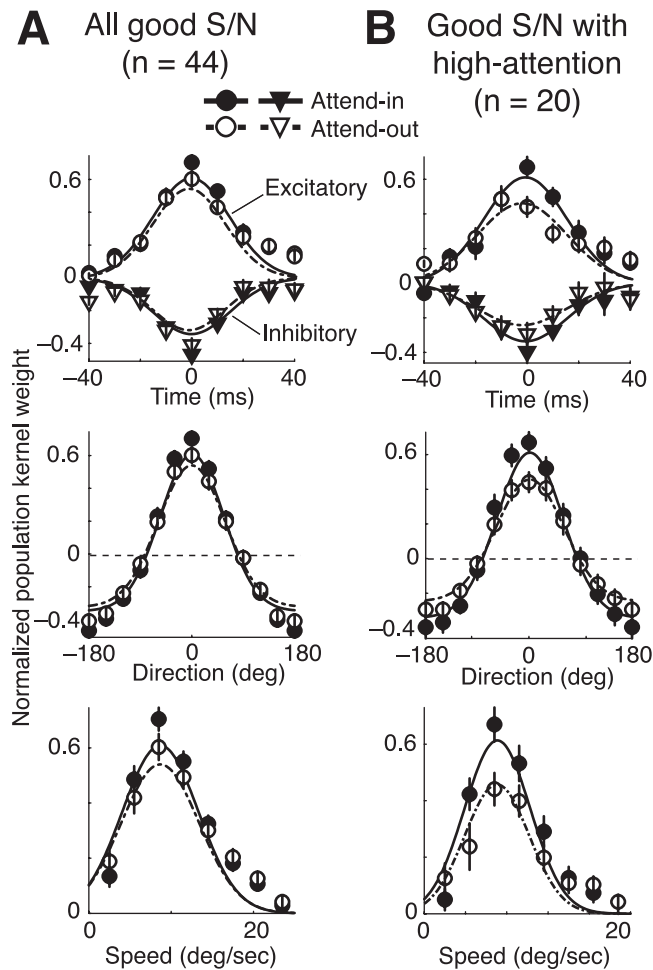 A All good S/N (n = 44)
B Good S/N with high-attention (n = 20)
Attend-in
Attend-out
Normalized population kernel weight
0.6
0
−0.4
Excitatory
Inhibitory
−40 0 40
Time (ms)
0.6
0
−0.4
−40 0 40
Time (ms)
0.6
0
−0.4
−180 0 180
Direction (deg)
0.6
0
−0.4
−180 0 180
Direction (deg)
0.6
0
0 20
Speed (deg/sec)
0.6
0
0 20
Speed (deg/sec)